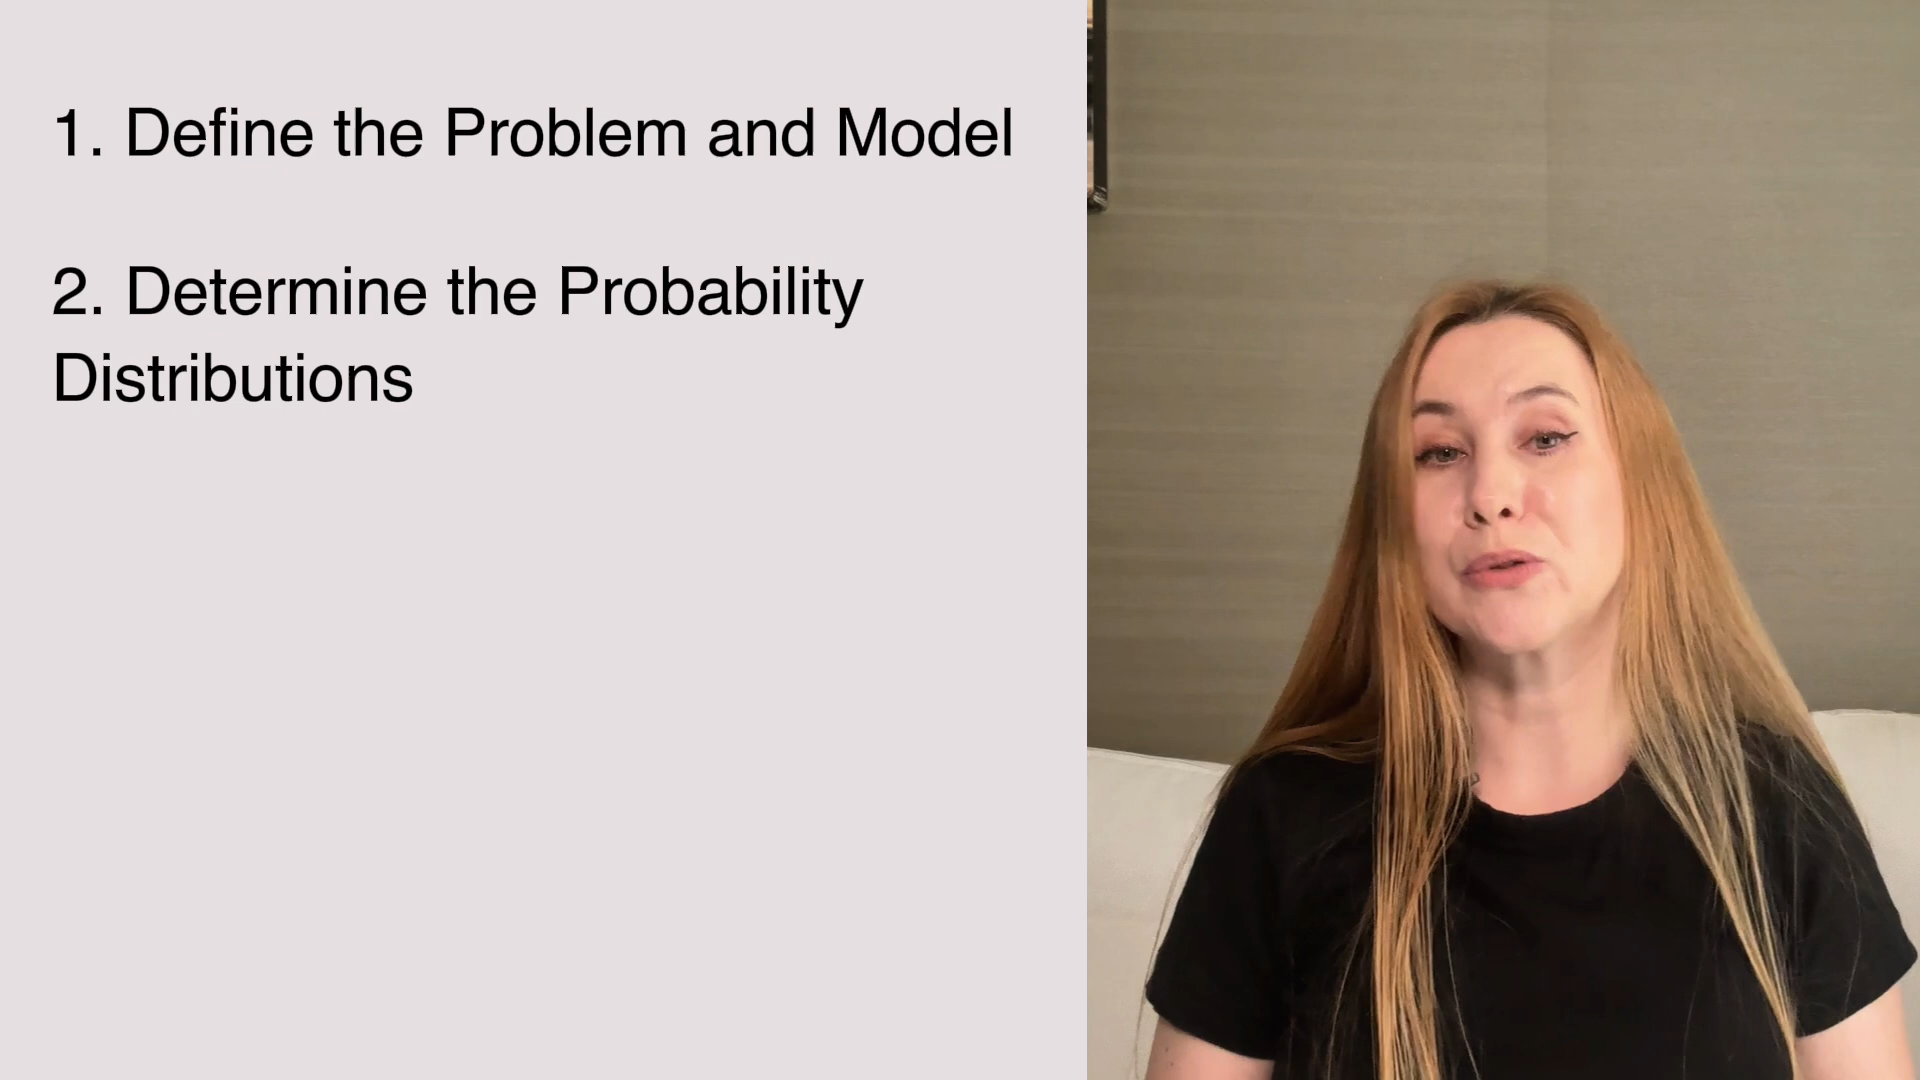 1. Define the Problem and Model
2. Determine the Probability
Distributions